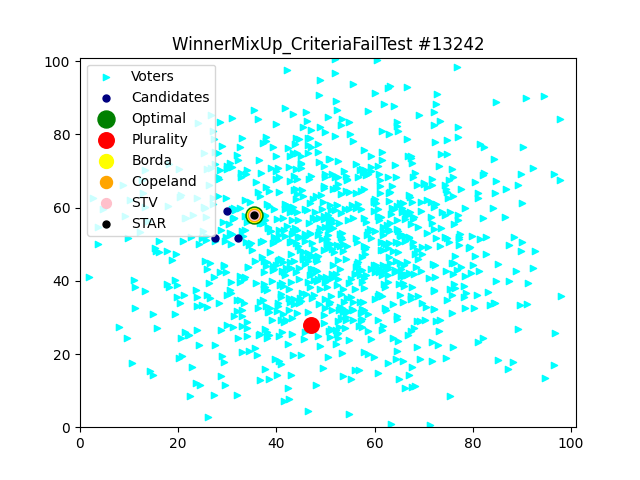 WinnerMixUp_CriteriaFailTest #13242
100
80
60
40
20
0
Voters
Candidates
Optimal
Plurality
Borda
Copeland
STV
STAR
0 20 40 60 80 100